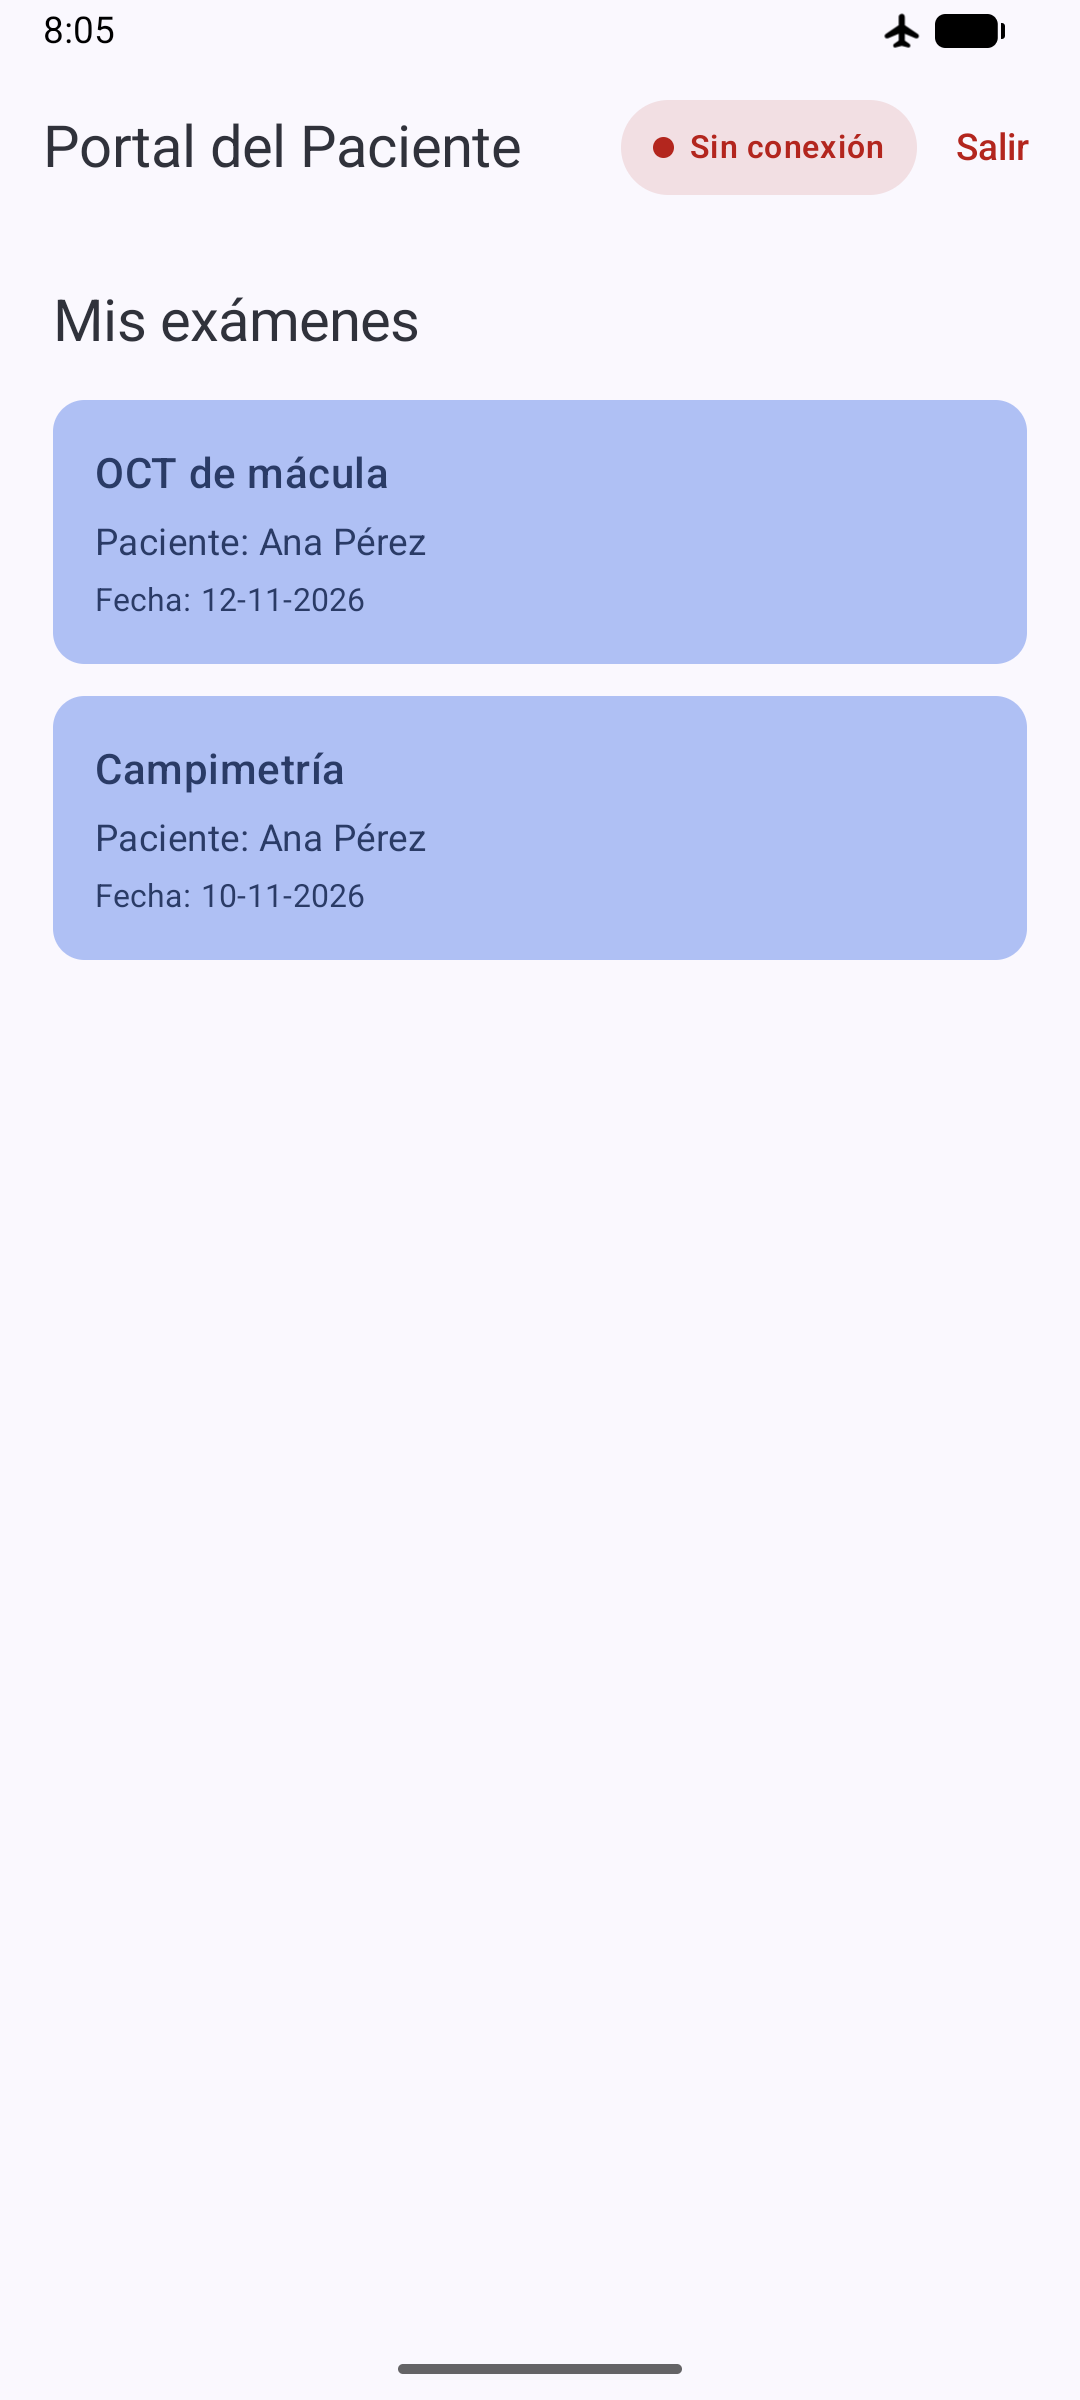 8:05
Portal del Paciente
Sin conexión
Salir
Mis exámenes
OCT de mácula
Paciente: Ana Pérez
Fecha: 12-11-2026
Campimetría
Paciente: Ana Pérez
Fecha: 10-11-2026